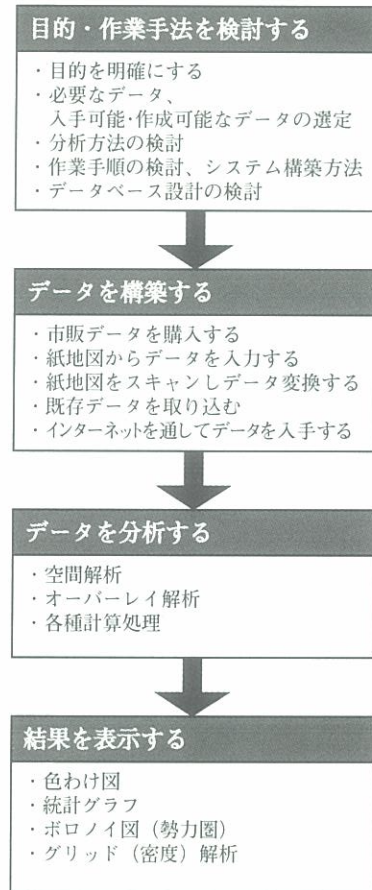 目的・作業手法を検討する
・目的を明確にする
・必要なデータ、
入手可能・作成可能なデータの選定
・分析方法の検討
・作業手順の検討、システム構築方法
・データベース設計の検討
データを構築する
・市販データを購入する
・紙地図からデータを入力する
・紙地図をスキャンしデータ変換する
・既存データを取り込む
・インターネットを通してデータを入手する
データを分析する
・空間解析
・オーバーレイ解析
・各種計算処理
結果を表示する
・色わけ図
・統計グラフ
・ボロノイ図（勢力圏）
・グリッド（密度）解析